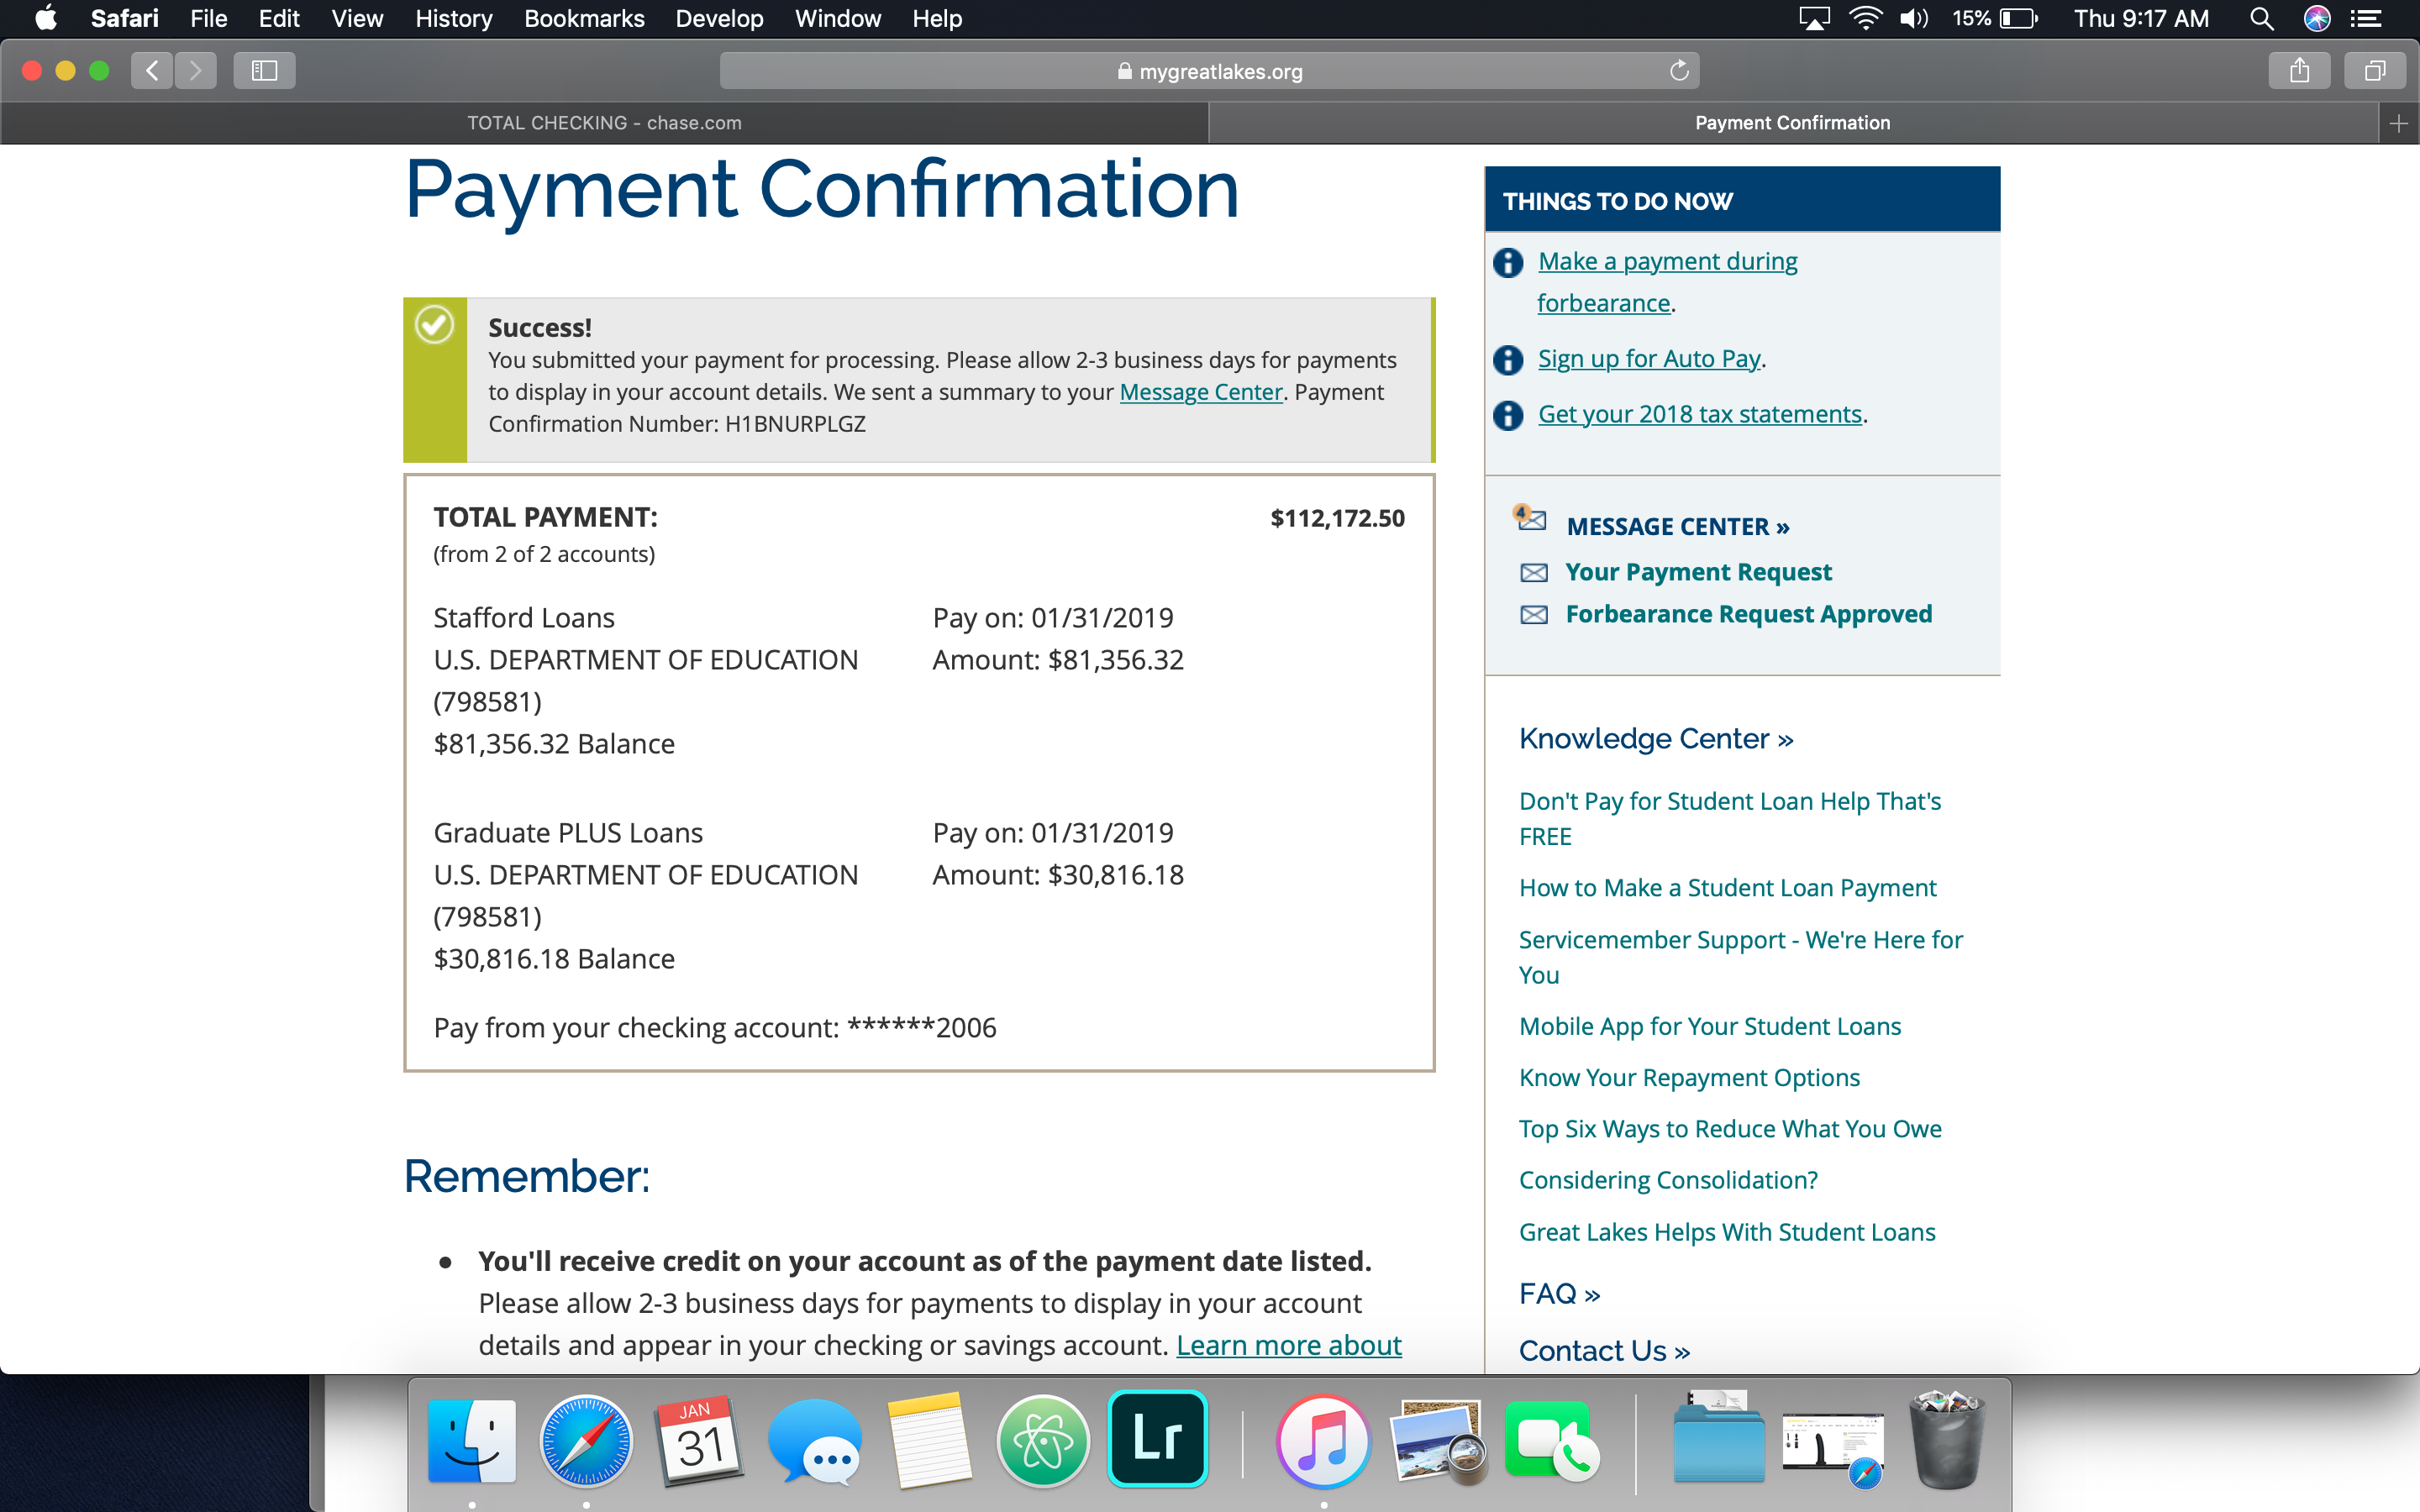 Safari File Edit View History Bookmarks Develop Window Help 15% Thu 9:17 AM
mygreatlakes.org
TOTAL CHECKING - chase.com
Payment Confirmation
Payment Confirmation
Success!
You submitted your payment for processing. Please allow 2-3 business days for payments
to display in your account details. We sent a summary to your Message Center. Payment
Confirmation Number: H1BNURPLGZ
TOTAL PAYMENT: $112,172.50
(from 2 of 2 accounts)
Stafford Loans Pay on: 01/31/2019
U.S. DEPARTMENT OF EDUCATION Amount: $81,356.32
(798581)
$81,356.32 Balance
Graduate PLUS Loans Pay on: 01/31/2019
U.S. DEPARTMENT OF EDUCATION Amount: $30,816.18
(798581)
$30,816.18 Balance
Pay from your checking account: ******2006
Remember:
• You'll receive credit on your account as of the payment date listed.
Please allow 2-3 business days for payments to display in your account
details and appear in your checking or savings account. Learn more about
THINGS TO DO NOW
Make a payment during
forbearance.
Sign up for Auto Pay.
Get your 2018 tax statements.
4
MESSAGE CENTER »
Your Payment Request
Forbearance Request Approved
Knowledge Center »
Don't Pay for Student Loan Help That's
FREE
How to Make a Student Loan Payment
Servicemember Support - We're Here for
You
Mobile App for Your Student Loans
Know Your Repayment Options
Top Six Ways to Reduce What You Owe
Considering Consolidation?
Great Lakes Helps With Student Loans
FAQ »
Contact Us »
JAN
31
Lr